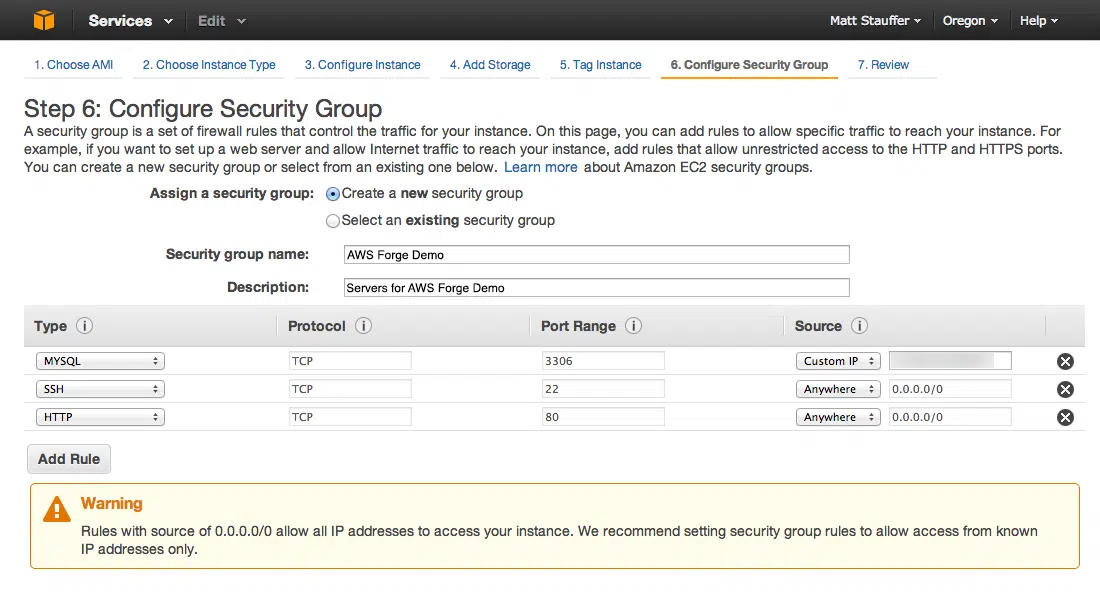 Services Edit Matt Stauffer Oregon Help
1. Choose AMI 2. Choose Instance Type 3. Configure Instance 4. Add Storage 5. Tag Instance 6. Configure Security Group 7. Review
Step 6: Configure Security Group
A security group is a set of firewall rules that control the traffic for your instance. On this page, you can add rules to allow specific traffic to reach your instance. For
example, if you want to set up a web server and allow Internet traffic to reach your instance, add rules that allow unrestricted access to the HTTP and HTTPS ports.
You can create a new security group or select from an existing one below. Learn more about Amazon EC2 security groups.
Assign a security group: Create a new security group
Select an existing security group
Security group name: AWS Forge Demo
Description: Servers for AWS Forge Demo
Type i Protocol i Port Range i Source i
MYSQL TCP 3306 Custom IP
SSH TCP 22 Anywhere 0.0.0.0/0
HTTP TCP 80 Anywhere 0.0.0.0/0
Add Rule
Warning
Rules with source of 0.0.0.0/0 allow all IP addresses to access your instance. We recommend setting security group rules to allow access from known
IP addresses only.